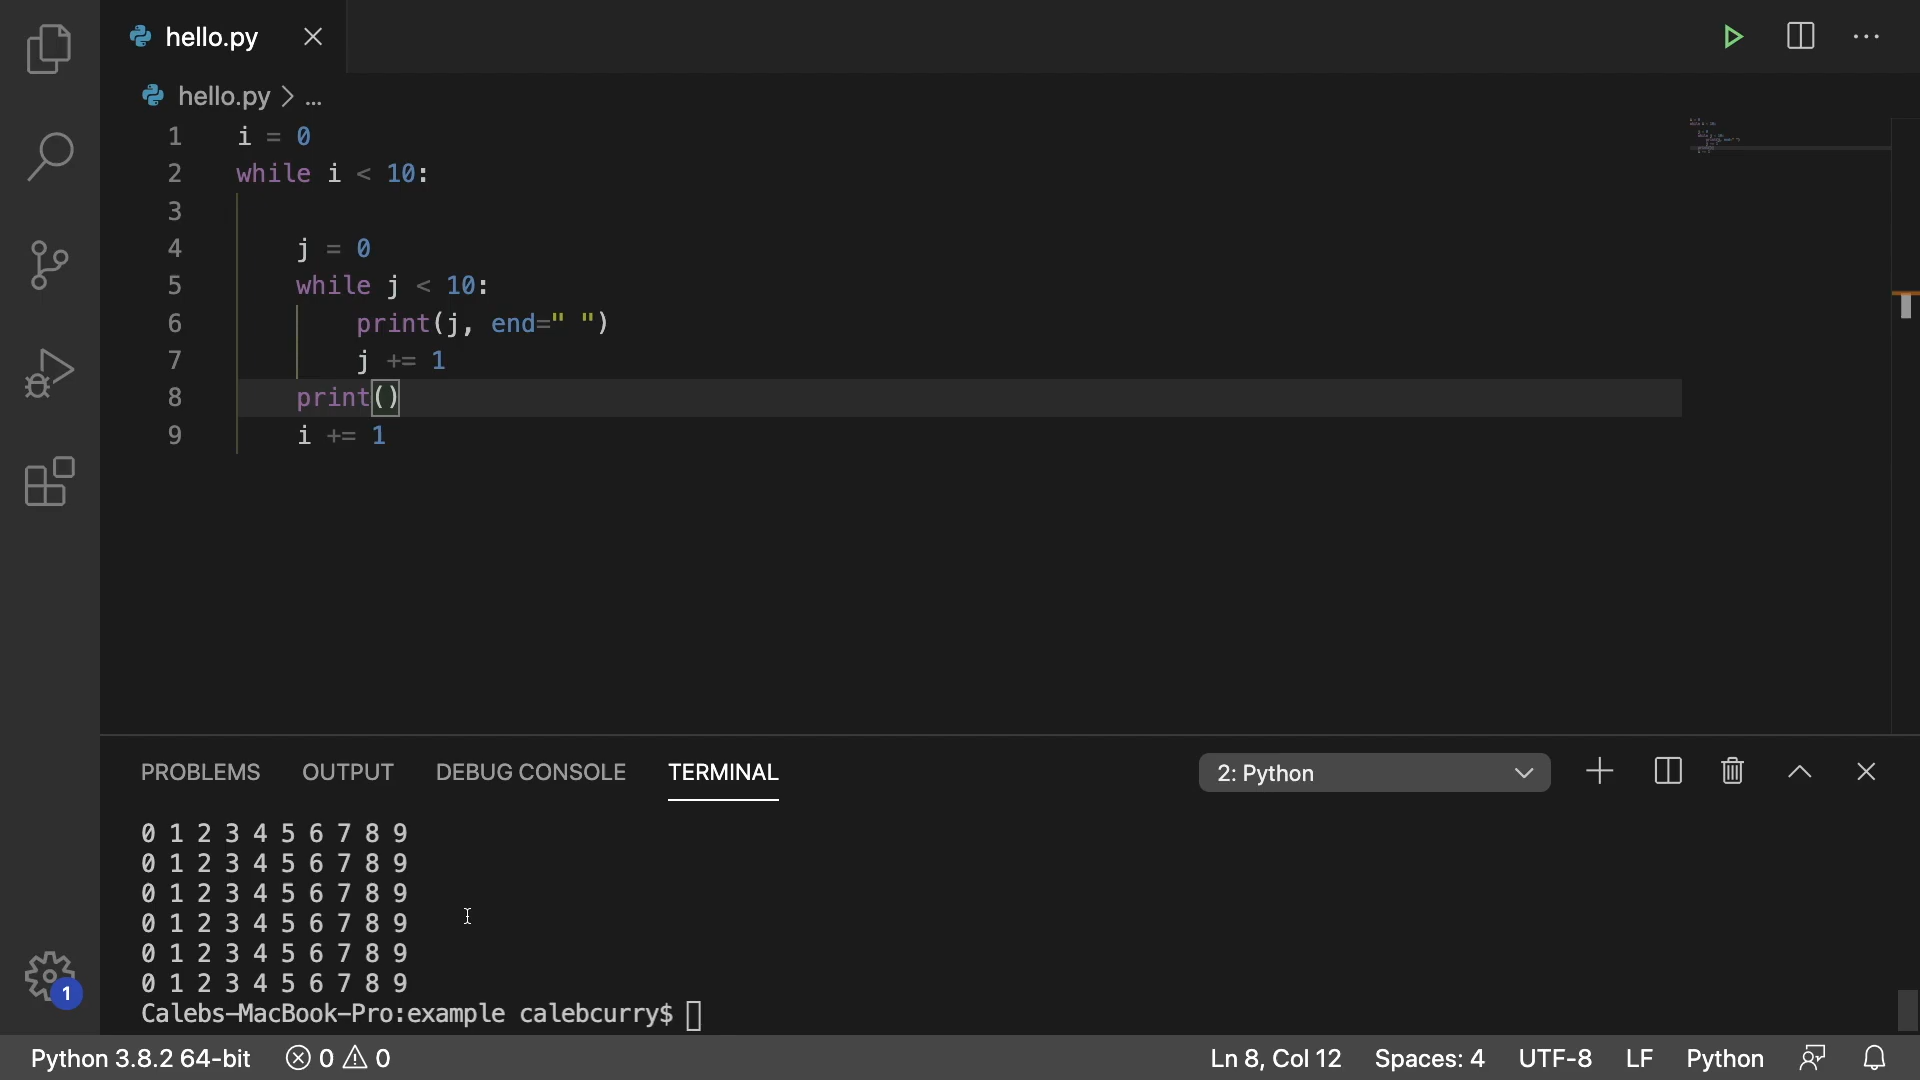 hello.py
hello.py > ...
1 i = 0
2 while i < 10:
3
4 j = 0
5 while j < 10:
6 print(j, end=" ")
7 j += 1
8 print()
9 i += 1
PROBLEMS OUTPUT DEBUG CONSOLE TERMINAL 2: Python
0 1 2 3 4 5 6 7 8 9
0 1 2 3 4 5 6 7 8 9
0 1 2 3 4 5 6 7 8 9
0 1 2 3 4 5 6 7 8 9
0 1 2 3 4 5 6 7 8 9
0 1 2 3 4 5 6 7 8 9
Calebs-MacBook-Pro:example calebcurry$
1
Python 3.8.2 64-bit 0 0 Ln 8, Col 12 Spaces: 4 UTF-8 LF Python